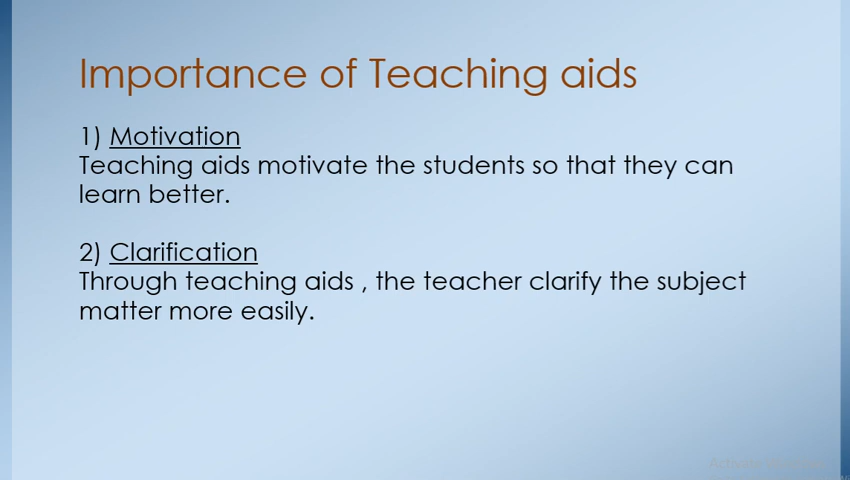 Importance of Teaching aids
1) Motivation
Teaching aids motivate the students so that they can
learn better.
2) Clarification
Through teaching aids , the teacher clarify the subject
matter more easily.